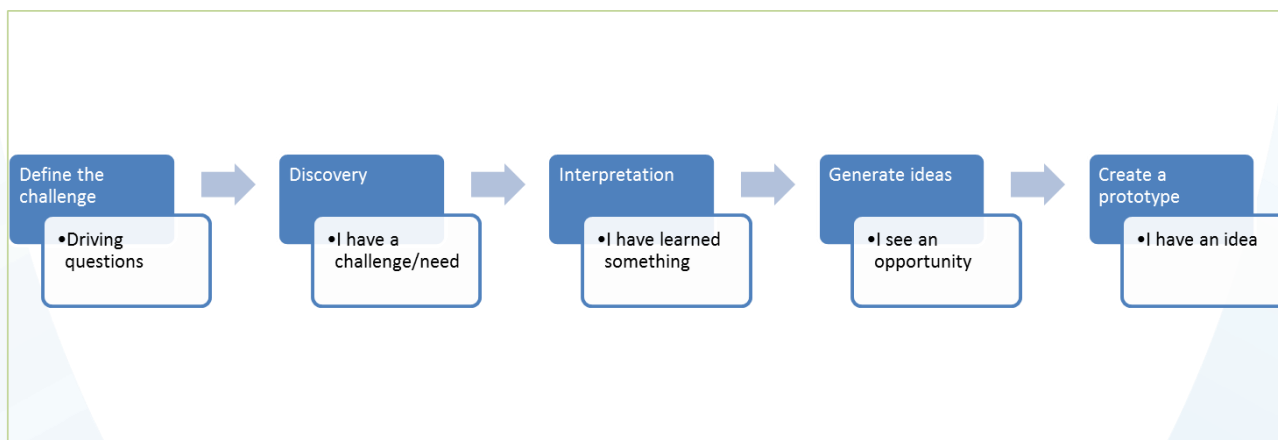 Define the
challenge
•Driving
questions
Discovery
•I have a
challenge/need
Interpretation
•I have learned
something
Generate ideas
•I see an
opportunity
Create a
prototype
•I have an idea